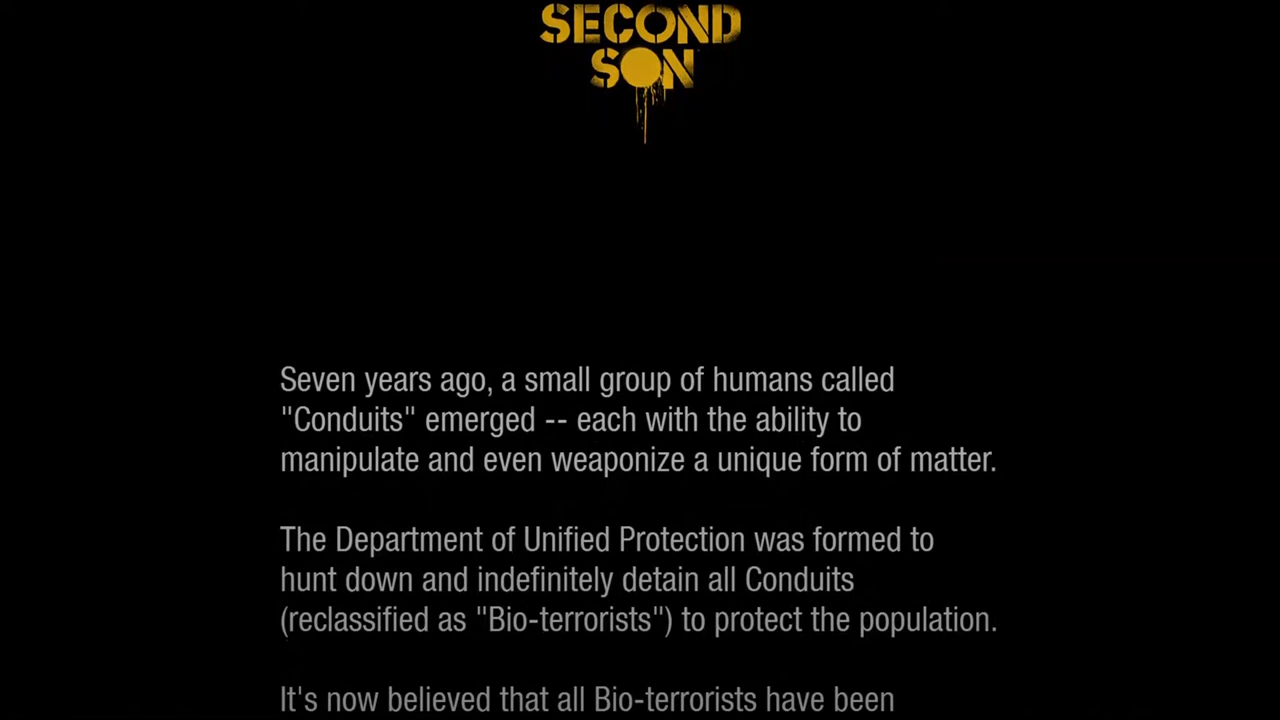 SECOND
SON
Seven years ago, a small group of humans called
"Conduits" emerged -- each with the ability to
manipulate and even weaponize a unique form of matter.
The Department of Unified Protection was formed to
hunt down and indefinitely detain all Conduits
(reclassified as "Bio-terrorists") to protect the population.
It's now believed that all Bio-terrorists have been